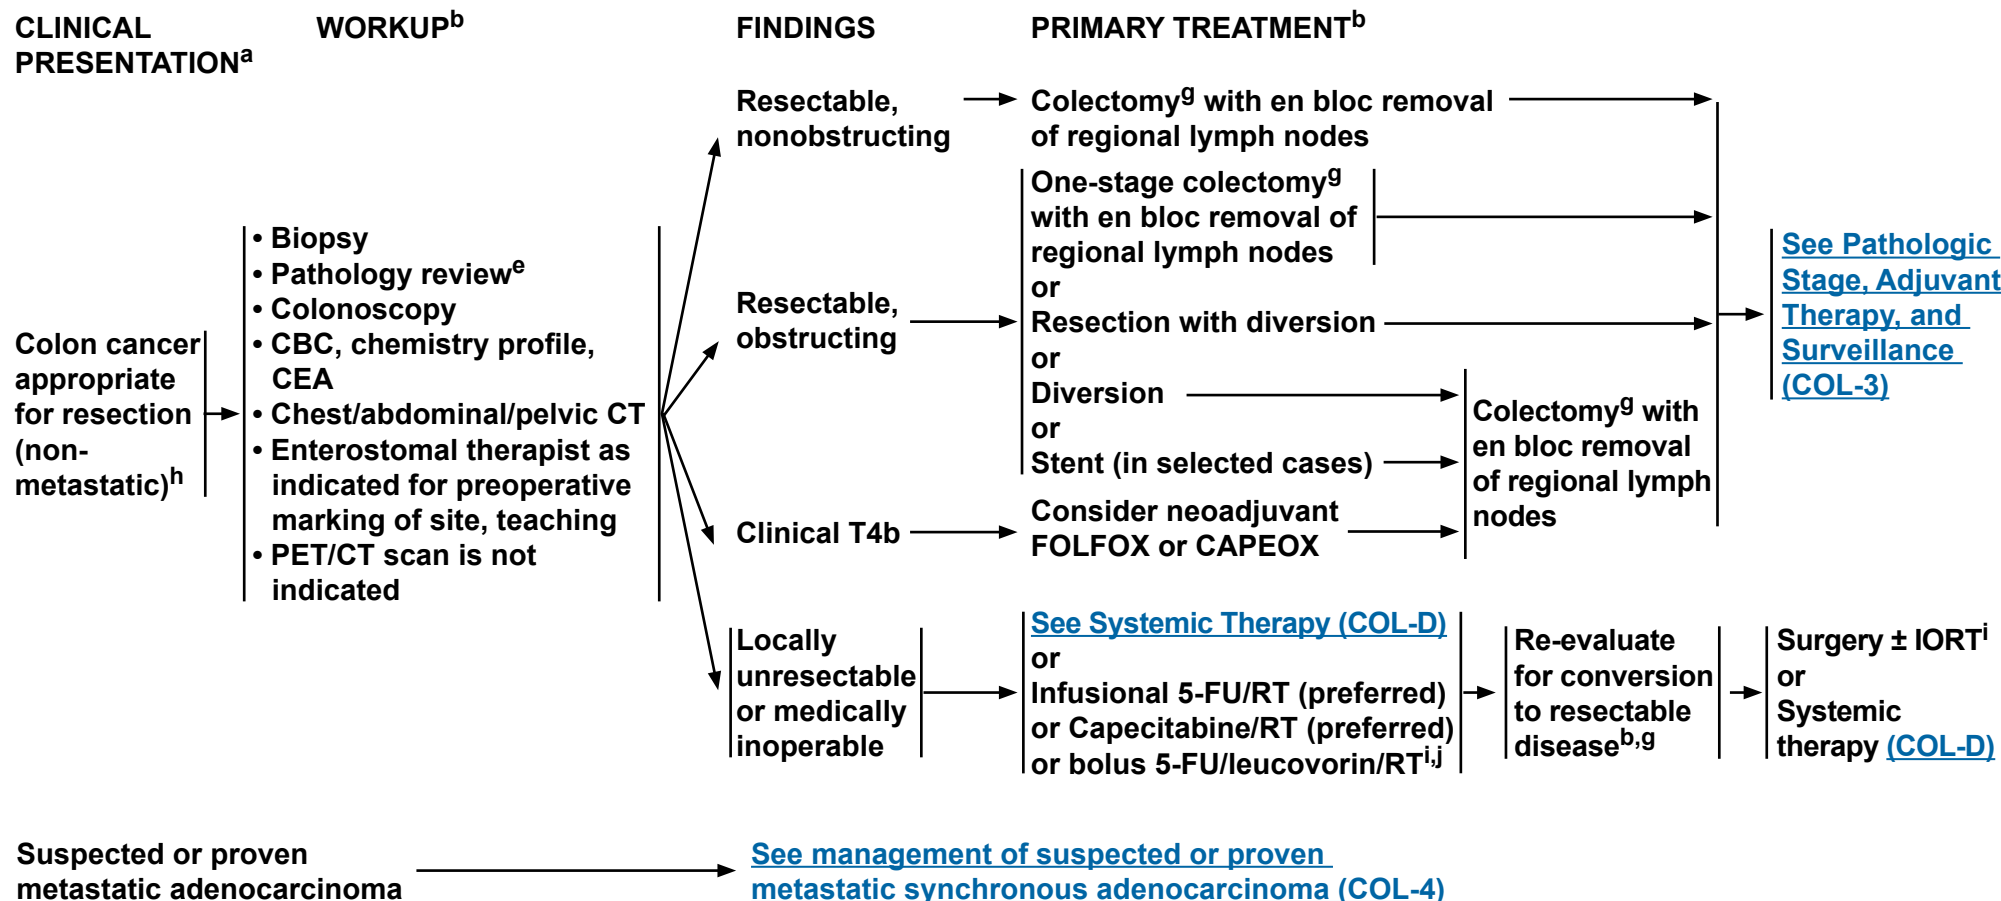 CLINICAL
PRESENTATIONa
WORKUPb
FINDINGS
PRIMARY TREATMENTb
Colon cancer
appropriate
for resection
(non-
metastatic)h
• Biopsy
• Pathology reviewe
• Colonoscopy
• CBC, chemistry profile,
CEA
• Chest/abdominal/pelvic CT
• Enterostomal therapist as
indicated for preoperative
marking of site, teaching
• PET/CT scan is not
indicated
Resectable,
nonobstructing
Colectomyg with en bloc removal
of regional lymph nodes
Resectable,
obstructing
One-stage colectomyg
with en bloc removal of
regional lymph nodes
or
Resection with diversion
or
Diversion
or
Stent (in selected cases)
Clinical T4b
Consider neoadjuvant
FOLFOX or CAPEOX
Colectomyg with
en bloc removal
of regional lymph
nodes
See Pathologic
Stage, Adjuvant
Therapy, and
Surveillance
(COL-3)
Locally
unresectable
or medically
inoperable
See Systemic Therapy (COL-D)
or
Infusional 5-FU/RT (preferred)
or Capecitabine/RT (preferred)
or bolus 5-FU/leucovorin/RTi,j
Re-evaluate
for conversion
to resectable
diseaseb,g
Surgery ± IORTi
or
Systemic
therapy (COL-D)
Suspected or proven
metastatic adenocarcinoma
See management of suspected or proven
metastatic synchronous adenocarcinoma (COL-4)